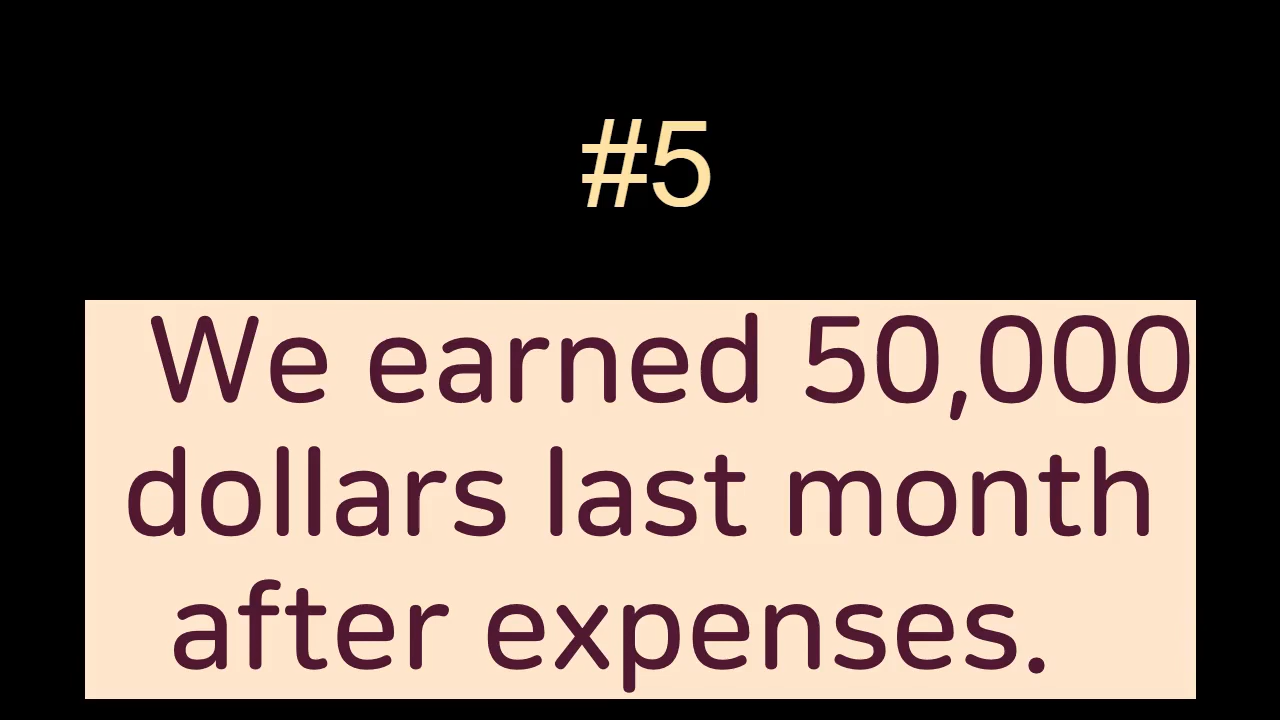 #5
We earned 50,000
dollars last month
after expenses.